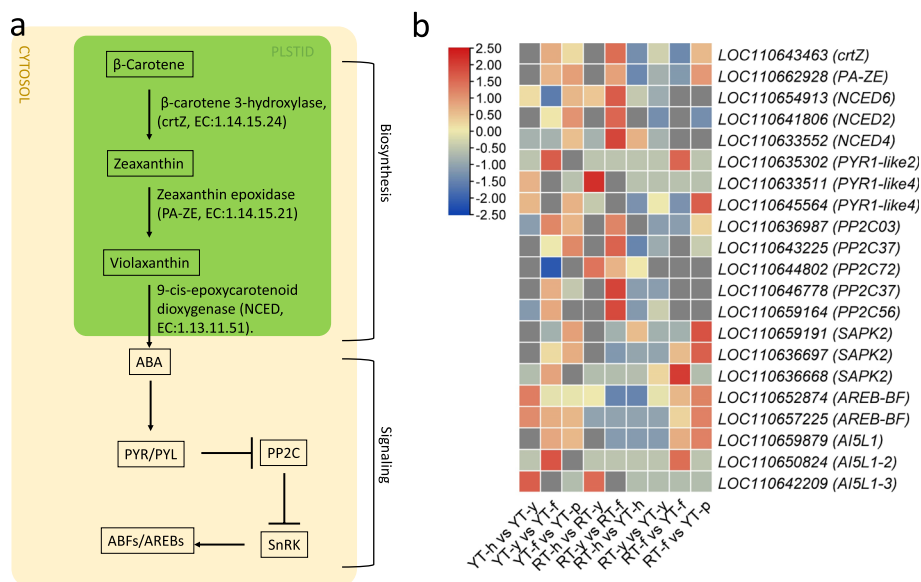 a
CYTOSOL
PLSTID
β-Carotene
β-carotene 3-hydroxylase,
(crtZ, EC:1.14.15.24)
Zeaxanthin
Zeaxanthin epoxidase
(PA-ZE, EC:1.14.15.21)
Violaxanthin
9-cis-epoxycarotenoid
dioxygenase (NCED,
EC:1.13.11.51).
ABA
PYR/PYL
PP2C
ABFs/AREBs
SnRK
Biosynthesis
Signaling
b
2.50
2.00
1.50
1.00
0.50
0.00
-0.50
-1.00
-1.50
-2.00
-2.50
LOC110643463 (crtZ)
LOC110662928 (PA-ZE)
LOC110654913 (NCED6)
LOC110641806 (NCED2)
LOC110633552 (NCED4)
LOC110635302 (PYR1-like2)
LOC110633511 (PYR1-like4)
LOC110645564 (PYR1-like4)
LOC110636987 (PP2C03)
LOC110643225 (PP2C37)
LOC110644802 (PP2C72)
LOC110646778 (PP2C37)
LOC110659164 (PP2C56)
LOC110659191 (SAPK2)
LOC110636697 (SAPK2)
LOC110636668 (SAPK2)
LOC110652874 (AREB-BF)
LOC110657225 (AREB-BF)
LOC110659879 (AI5L1)
LOC110650824 (AI5L1-2)
LOC110642209 (AI5L1-3)
YT-h vs YT-y
YT-y vs YT-f
YT-f vs YT-p
RT-h vs RT-y
RT-y vs RT-f
RT-h vs YT-h
RT-y vs YT-y
RT-f vs YT-f
RT-f vs YT-p